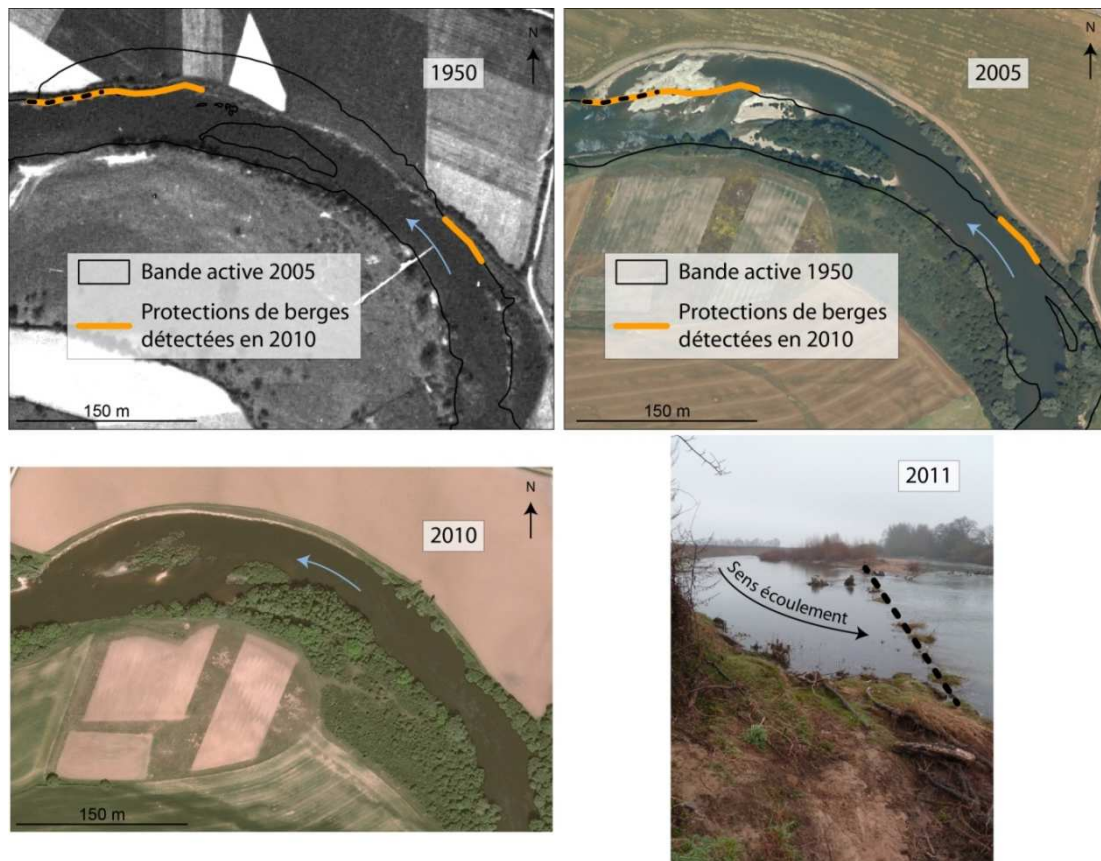 N
1950
Bande active 2005
Protections de berges
détectées en 2010
150 m
N
2005
Bande active 1950
Protections de berges
détectées en 2010
150 m
N
2010
150 m
2011
Sens écoulement